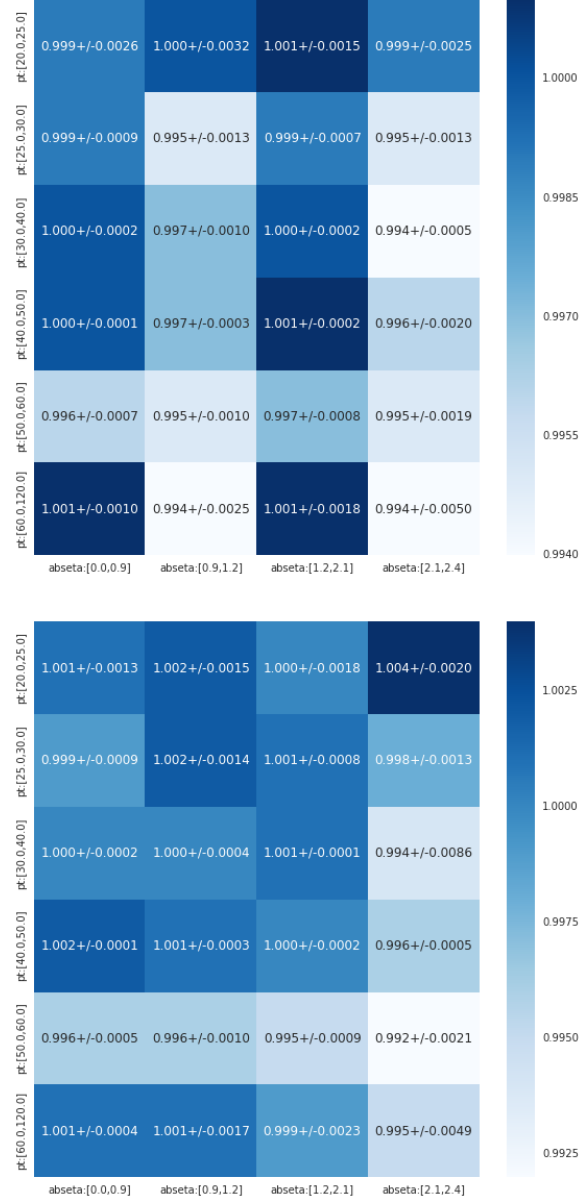 pt:[20.0,25.0] 0.999+/-0.0026 1.000+/-0.0032 1.001+/-0.0015 0.999+/-0.0025
1.0000
pt:[25.0,30.0] 0.999+/-0.0009 0.995+/-0.0013 0.999+/-0.0007 0.995+/-0.0013
0.9985
pt:[30.0,40.0] 1.000+/-0.0002 0.997+/-0.0010 1.000+/-0.0002 0.994+/-0.0005
0.9970
pt:[40.0,50.0] 1.000+/-0.0001 0.997+/-0.0003 1.001+/-0.0002 0.996+/-0.0020
pt:[50.0,60.0] 0.996+/-0.0007 0.995+/-0.0010 0.997+/-0.0008 0.995+/-0.0019
0.9955
pt:[60.0,120.0] 1.001+/-0.0010 0.994+/-0.0025 1.001+/-0.0018 0.994+/-0.0050
0.9940
abseta:[0.0,0.9] abseta:[0.9,1.2] abseta:[1.2,2.1] abseta:[2.1,2.4]
pt:[20.0,25.0] 1.001+/-0.0013 1.002+/-0.0015 1.000+/-0.0018 1.004+/-0.0020
1.0025
pt:[25.0,30.0] 0.999+/-0.0009 1.002+/-0.0014 1.001+/-0.0008 0.998+/-0.0013
1.0000
pt:[30.0,40.0] 1.000+/-0.0002 1.000+/-0.0004 1.001+/-0.0001 0.994+/-0.0086
0.9975
pt:[40.0,50.0] 1.002+/-0.0001 1.001+/-0.0003 1.000+/-0.0002 0.996+/-0.0005
0.9950
pt:[50.0,60.0] 0.996+/-0.0005 0.996+/-0.0010 0.995+/-0.0009 0.992+/-0.0021
pt:[60.0,120.0] 1.001+/-0.0004 1.001+/-0.0017 0.999+/-0.0023 0.995+/-0.0049
0.9925
abseta:[0.0,0.9] abseta:[0.9,1.2] abseta:[1.2,2.1] abseta:[2.1,2.4]